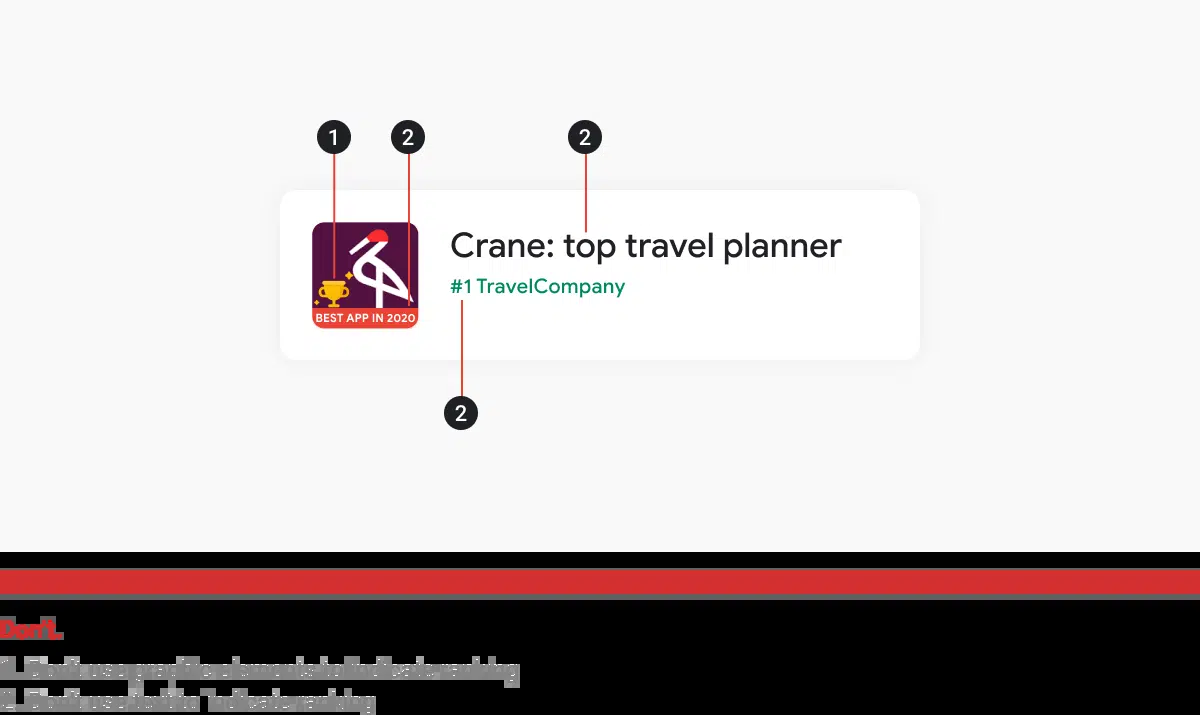 1 2 2
Crane: top travel planner
#1 TravelCompany
BEST APP IN 2020
2
Don't.
1. Don't use graphic elements to indicate ranking
2. Don't use text to indicate ranking